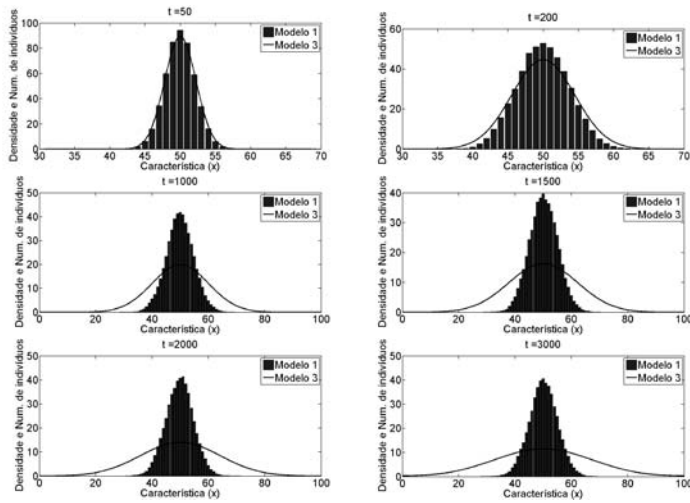 t =50
Densidade e Num. de indivíduos
100
80
60
40
20
0
Modelo 1
Modelo 3
30 35 40 45 50 55 60 65 70
Característica (x)
t =200
Densidade e Num. de indivíduos
60
40
20
0
Modelo 1
Modelo 3
30 35 40 45 50 55 60 65 70
Característica (x)
t =1000
Densidade e Num. de indivíduos
50
40
30
20
10
0
Modelo 1
Modelo 3
0 20 40 60 80 100
Característica (x)
t =1500
Densidade e Num. de indivíduos
40
30
20
10
0
Modelo 1
Modelo 3
0 20 40 60 80 100
Característica (x)
t =2000
Densidade e Num. de indivíduos
50
40
30
20
10
0
Modelo 1
Modelo 3
0 20 40 60 80 100
Característica (x)
t =3000
Densidade e Num. de indivíduos
50
40
30
20
10
0
Modelo 1
Modelo 3
0 20 40 60 80 100
Característica (x)